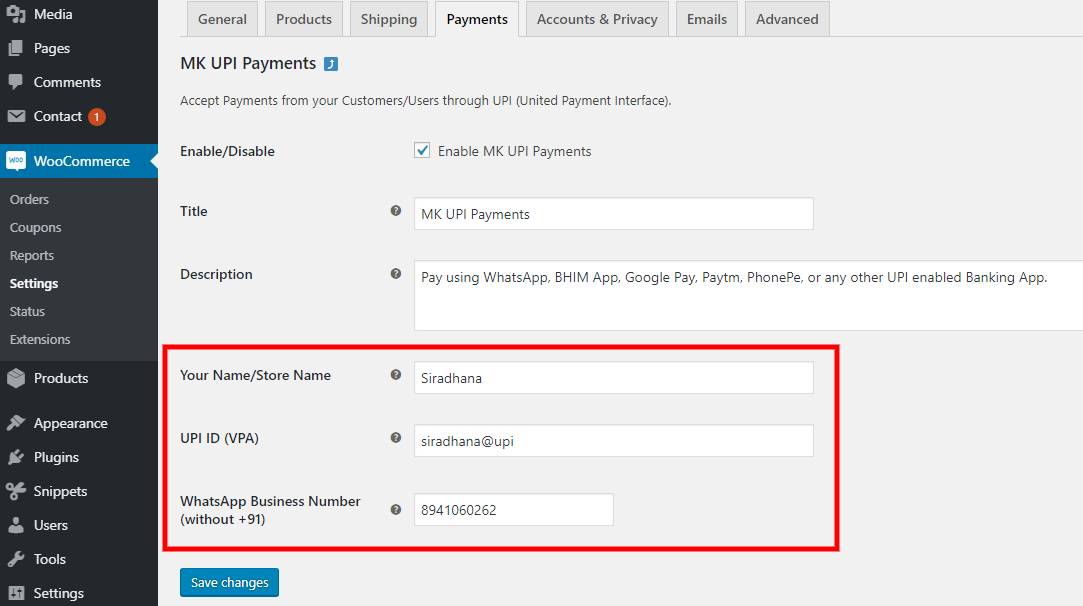 Media
Pages
Comments
Contact 1
WooCommerce
Orders
Coupons
Reports
Settings
Status
Extensions
Products
Appearance
Plugins
Snippets
Users
Tools
Settings
General Products Shipping Payments Accounts & Privacy Emails Advanced
MK UPI Payments
Accept Payments from your Customers/Users through UPI (United Payment Interface).
Enable/Disable Enable MK UPI Payments
Title ? MK UPI Payments
Description ? Pay using WhatsApp, BHIM App, Google Pay, Paytm, PhonePe, or any other UPI enabled Banking App.
Your Name/Store Name ? Siradhana
UPI ID (VPA) ? siradhana@upi
WhatsApp Business Number
(without +91) ? 8941060262
Save changes